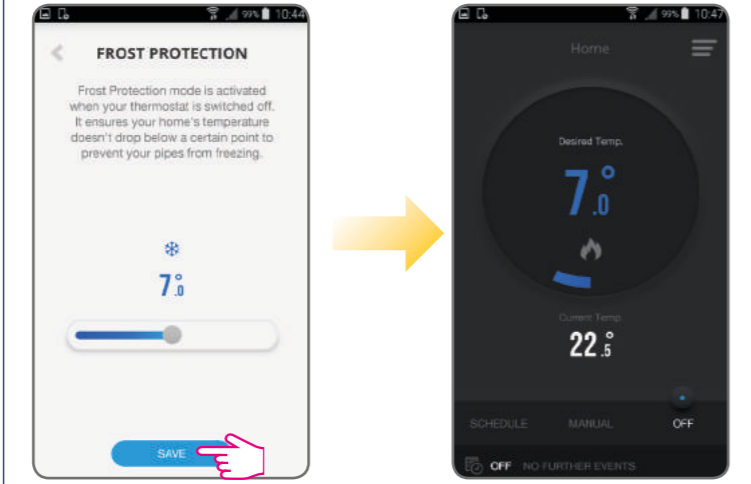 99% 10:44
FROST PROTECTION
Frost Protection mode is activated
when your thermostat is switched off.
It ensures your home's temperature
doesn't drop below a certain point to
prevent your pipes from freezing.
7.0°
SAVE
99% 10:47
Home
Desired Temp.
7.0°
Current Temp.
22.5°
SCHEDULE MANUAL OFF
OFF NO FURTHER EVENTS